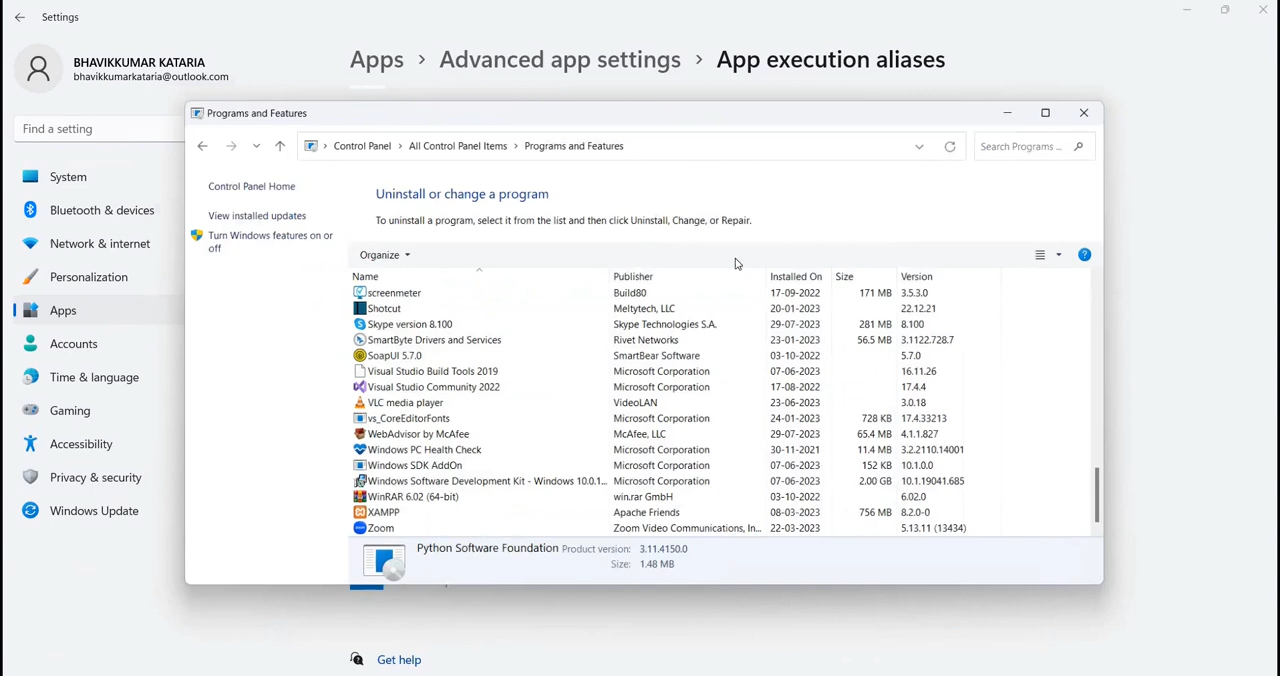 Settings
BHAVIKKUMAR KATARIA
bhavikkumarkataria@outlook.com
Find a setting
System
Bluetooth & devices
Network & internet
Personalization
Apps
Accounts
Time & language
Gaming
Accessibility
Privacy & security
Windows Update
Apps > Advanced app settings > App execution aliases
Programs and Features
Control Panel > All Control Panel Items > Programs and Features
Search Programs ...
Control Panel Home
View installed updates
Turn Windows features on or
off
Uninstall or change a program
To uninstall a program, select it from the list and then click Uninstall, Change, or Repair.
Organize
Name Publisher Installed On Size Version
screenmeter Build80 17-09-2022 171 MB 3.5.3.0
Shotcut Meltytech, LLC 20-01-2023 22.12.21
Skype version 8.100 Skype Technologies S.A. 29-07-2023 281 MB 8.100
SmartByte Drivers and Services Rivet Networks 23-01-2023 56.5 MB 3.1122.728.7
SoapUI 5.7.0 SmartBear Software 03-10-2022 5.7.0
Visual Studio Build Tools 2019 Microsoft Corporation 07-06-2023 16.11.26
Visual Studio Community 2022 Microsoft Corporation 17-08-2022 17.4.4
VLC media player VideoLAN 23-06-2023 3.0.18
vs_CoreEditorFonts Microsoft Corporation 24-01-2023 728 KB 17.4.33213
WebAdvisor by McAfee McAfee, LLC 29-07-2023 65.4 MB 4.1.1.827
Windows PC Health Check Microsoft Corporation 30-11-2021 11.4 MB 3.2.2110.14001
Windows SDK AddOn Microsoft Corporation 07-06-2023 152 KB 10.1.0.0
Windows Software Development Kit - Windows 10.0.1... Microsoft Corporation 07-06-2023 2.00 GB 10.1.19041.685
WinRAR 6.02 (64-bit) win.rar GmbH 03-10-2022 6.02.0
XAMPP Apache Friends 08-03-2023 756 MB 8.2.0-0
Zoom Zoom Video Communications, In... 22-03-2023 5.13.11 (13434)
Python Software Foundation Product version: 3.11.4150.0
Size: 1.48 MB
Get help